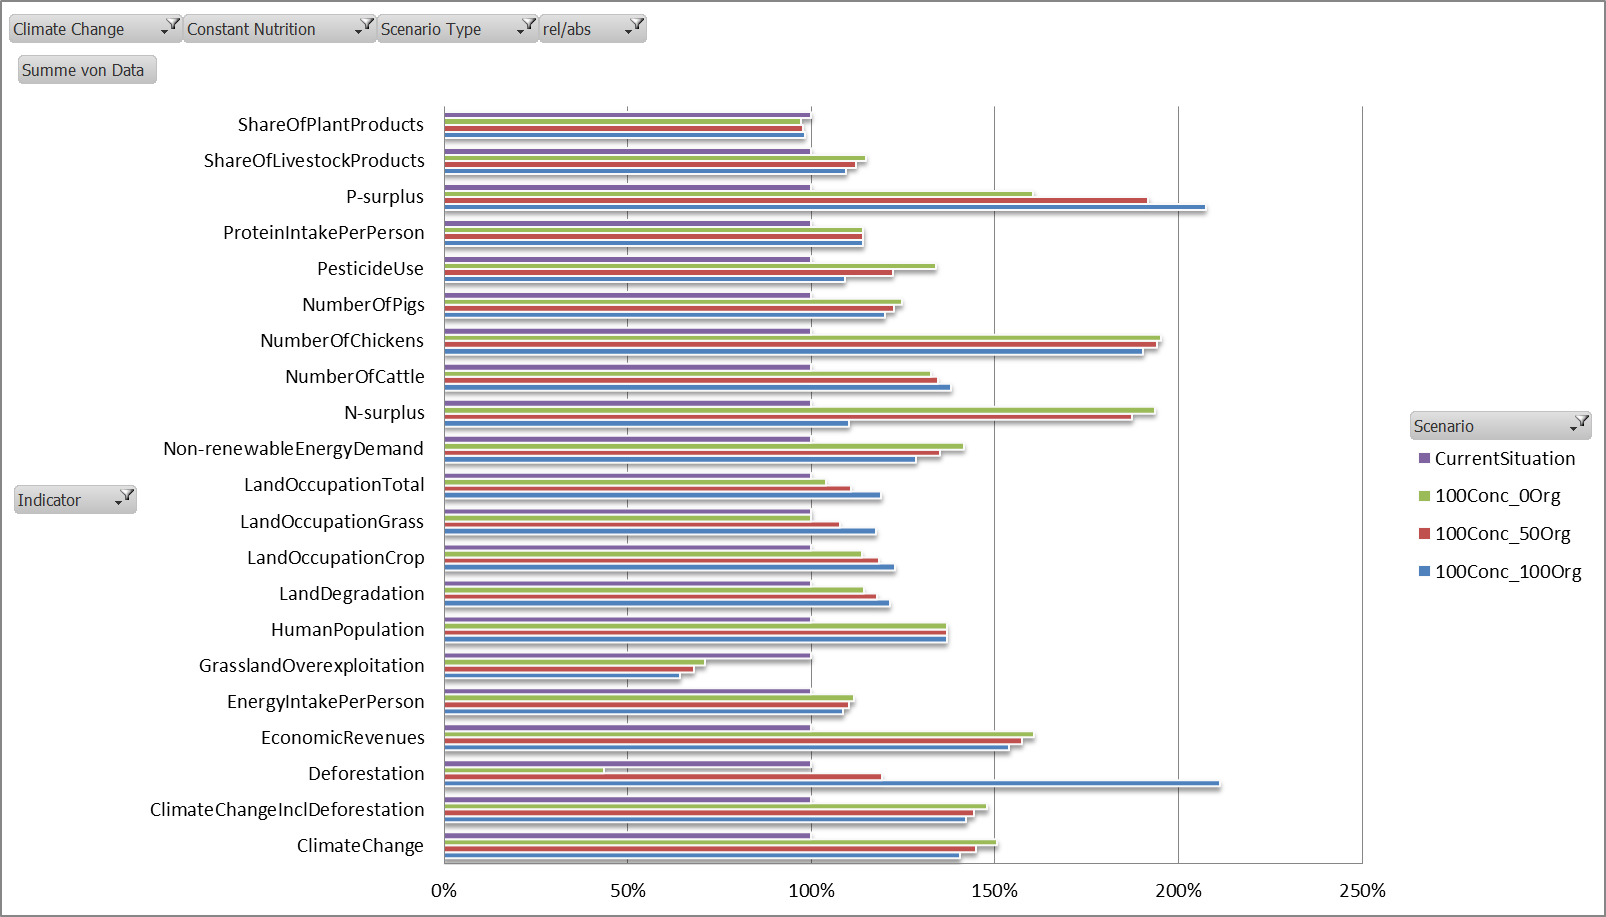 Climate Change
Constant Nutrition
Scenario Type
rel/abs
Summe von Data
ShareOfPlantProducts
ShareOfLivestockProducts
P-surplus
ProteinIntakePerPerson
PesticideUse
NumberOfPigs
NumberOfChickens
NumberOfCattle
N-surplus
Non-renewableEnergyDemand
LandOccupationTotal
LandOccupationGrass
LandOccupationCrop
LandDegradation
HumanPopulation
GrasslandOverexploitation
EnergyIntakePerPerson
EconomicRevenues
Deforestation
ClimateChangeInclDeforestation
ClimateChange
Indicator
0% 50% 100% 150% 200% 250%
Scenario
CurrentSituation
100Conc_0Org
100Conc_50Org
100Conc_100Org